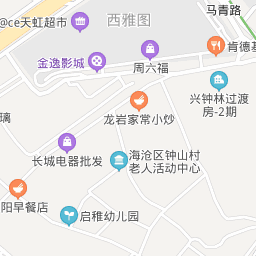 @ce天虹超市
西雅图
马青路
金逸影城
周六福
肯德基
兴钟林过渡
房-2期
龙岩家常小炒
璃
长城电器批发
海沧区钟山村
老人活动中心
阳早餐店
启稚幼儿园